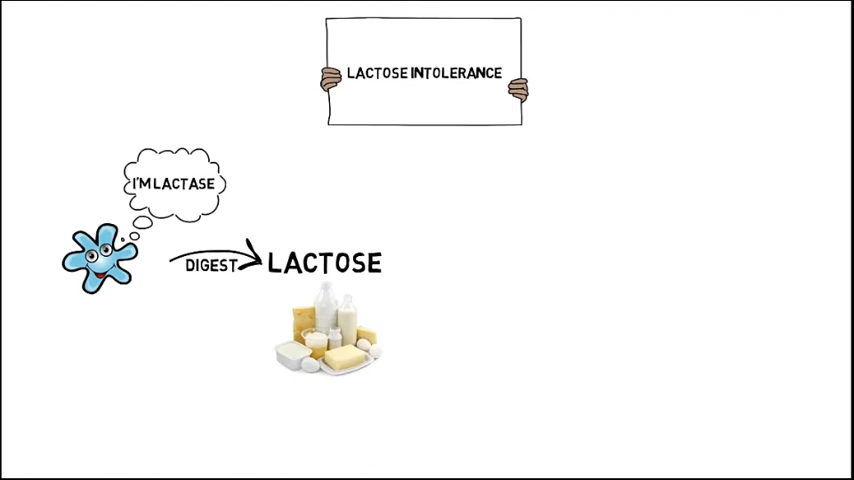 LACTOSE INTOLERANCE
I'M LACTASE
DIGEST
LACTOSE